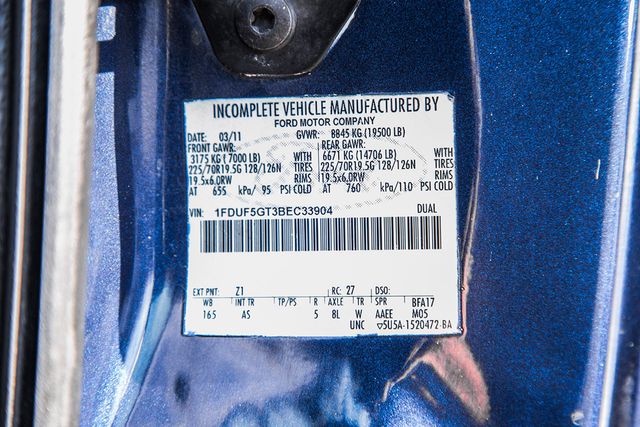 INCOMPLETE VEHICLE MANUFACTURED BY
FORD MOTOR COMPANY
DATE: 03/11 GVWR: 8845 KG (19500 LB)
FRONT GAWR: REAR GAWR:
3175 KG (7000 LB) WITH 6671 KG (14706 LB) WITH
225/70R19.5G 128/126N TIRES 225/70R19.5G 128/126N TIRES
19.5x6.0RW RIMS 19.5x6.0RW RIMS
AT 655 kPa/ 95 PSI COLD AT 760 kPa/110 PSI COLD
VIN: 1FDUF5GT3BEC33904 DUAL
EXT PNT: Z1 RC: 27 DSO:
WB INT TR TP/PS R AXLE TR SPR BFA17
165 AS 5 8L W AAEE M05
UNC 5U5A-1520472-BA